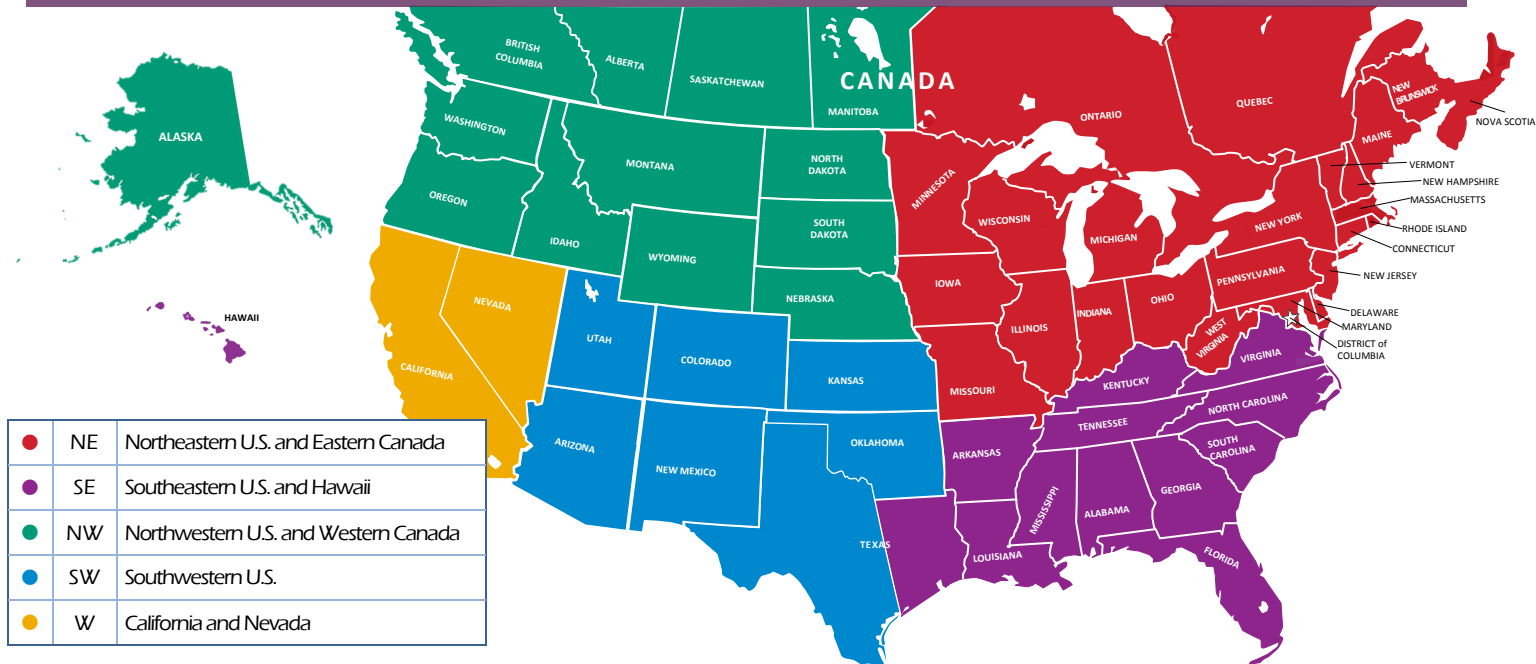 CANADA
BRITISH
COLUMBIA
ALBERTA
SASKATCHEWAN
MANITOBA
ONTARIO
QUEBEC
NEW
BRUNSWICK
NOVA SCOTIA
MAINE
ALASKA
WASHINGTON
MONTANA
NORTH
DAKOTA
MINNESOTA
VERMONT
NEW HAMPSHIRE
MASSACHUSETTS
OREGON
IDAHO
WYOMING
SOUTH
DAKOTA
WISCONSIN
MICHIGAN
NEW YORK
RHODE ISLAND
CONNECTICUT
NEW JERSEY
NEBRASKA
IOWA
PENNSYLVANIA
NEVADA
HAWAII
ILLINOIS
INDIANA
OHIO
WEST
VIRGINIA
DELAWARE
MARYLAND
DISTRICT of
COLUMBIA
UTAH
COLORADO
KANSAS
MISSOURI
KENTUCKY
VIRGINIA
CALIFORNIA
ARIZONA
NEW MEXICO
OKLAHOMA
ARKANSAS
TENNESSEE
NORTH CAROLINA
SOUTH
CAROLINA
TEXAS
LOUISIANA
MISSISSIPPI
ALABAMA
GEORGIA
FLORIDA
NE Northeastern U.S. and Eastern Canada
SE Southeastern U.S. and Hawaii
NW Northwestern U.S. and Western Canada
SW Southwestern U.S.
W California and Nevada